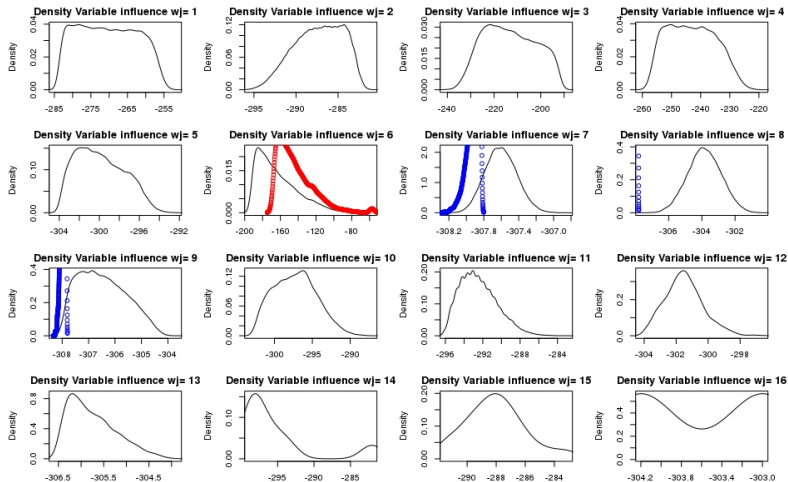 Density Variable influence wj= 1
Density
0.00 0.04
-285 -275 -265 -255
Density Variable influence wj= 2
Density
0.00 0.12
-295 -290 -285
Density Variable influence wj= 3
Density
0.000 0.030
-240 -220 -200
Density Variable influence wj= 4
Density
0.00 0.04
-260 -250 -240 -230 -220
Density Variable influence wj= 5
Density
0.00 0.10
-304 -300 -296 -292
Density Variable influence wj= 6
Density
0.000 0.015
-200 -160 -120 -80
Density Variable influence wj= 7
Density
0.0 1.0 2.0
-308.2 -307.8 -307.4 -307.0
Density Variable influence wj= 8
Density
0.0 0.2 0.4
-306 -304 -302
Density Variable influence wj= 9
Density
0.0 0.2 0.4
-308 -307 -306 -305 -304
Density Variable influence wj= 10
Density
0.00 0.06 0.12
-300 -295 -290
Density Variable influence wj= 11
Density
0.00 0.10 0.20
-296 -292 -288 -284
Density Variable influence wj= 12
Density
0.0 0.2
-304 -302 -300 -298
Density Variable influence wj= 13
Density
0.0 0.4 0.8
-306.5 -305.5 -304.5
Density Variable influence wj= 14
Density
0.00 0.10
-295 -290 -285
Density Variable influence wj= 15
Density
0.00 0.10 0.20
-292 -290 -288 -286 -284
Density Variable influence wj= 16
Density
0.0 0.2 0.4
-304.2 -303.8 -303.4 -303.0